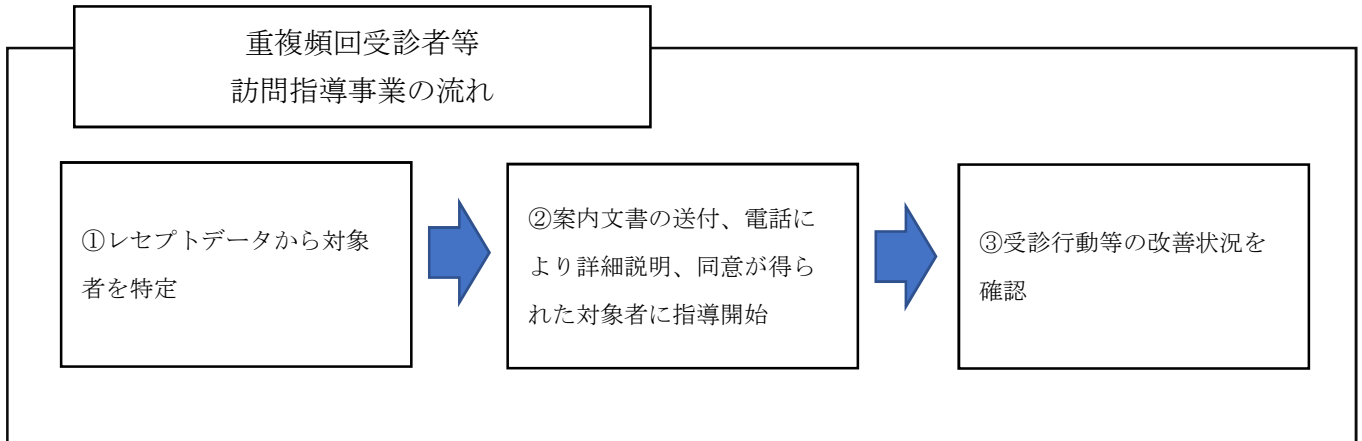 重複頻回受診者等
訪問指導事業の流れ
①レセプトデータから対象
者を特定
②案内文書の送付、電話に
より詳細説明、同意が得ら
れた対象者に指導開始
③受診行動等の改善状況を
確認